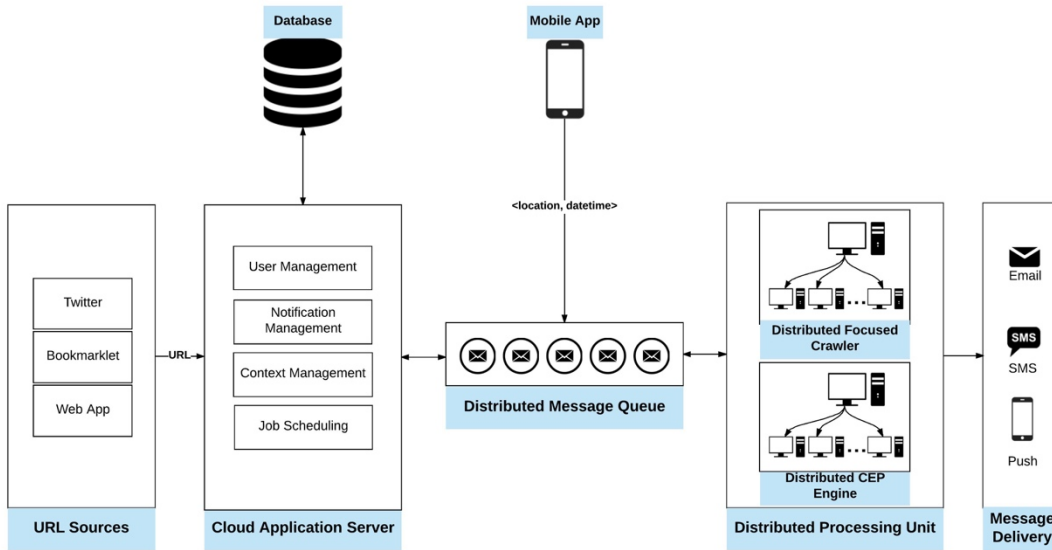 Database
Mobile App
<location, datetime>
Twitter
Bookmarklet
Web App
URL Sources
URL
User Management
Notification
Management
Context Management
Job Scheduling
Cloud Application Server
Distributed Message Queue
Distributed Focused
Crawler
Distributed CEP
Engine
Distributed Processing Unit
Email
SMS
SMS
Push
Message
Delivery